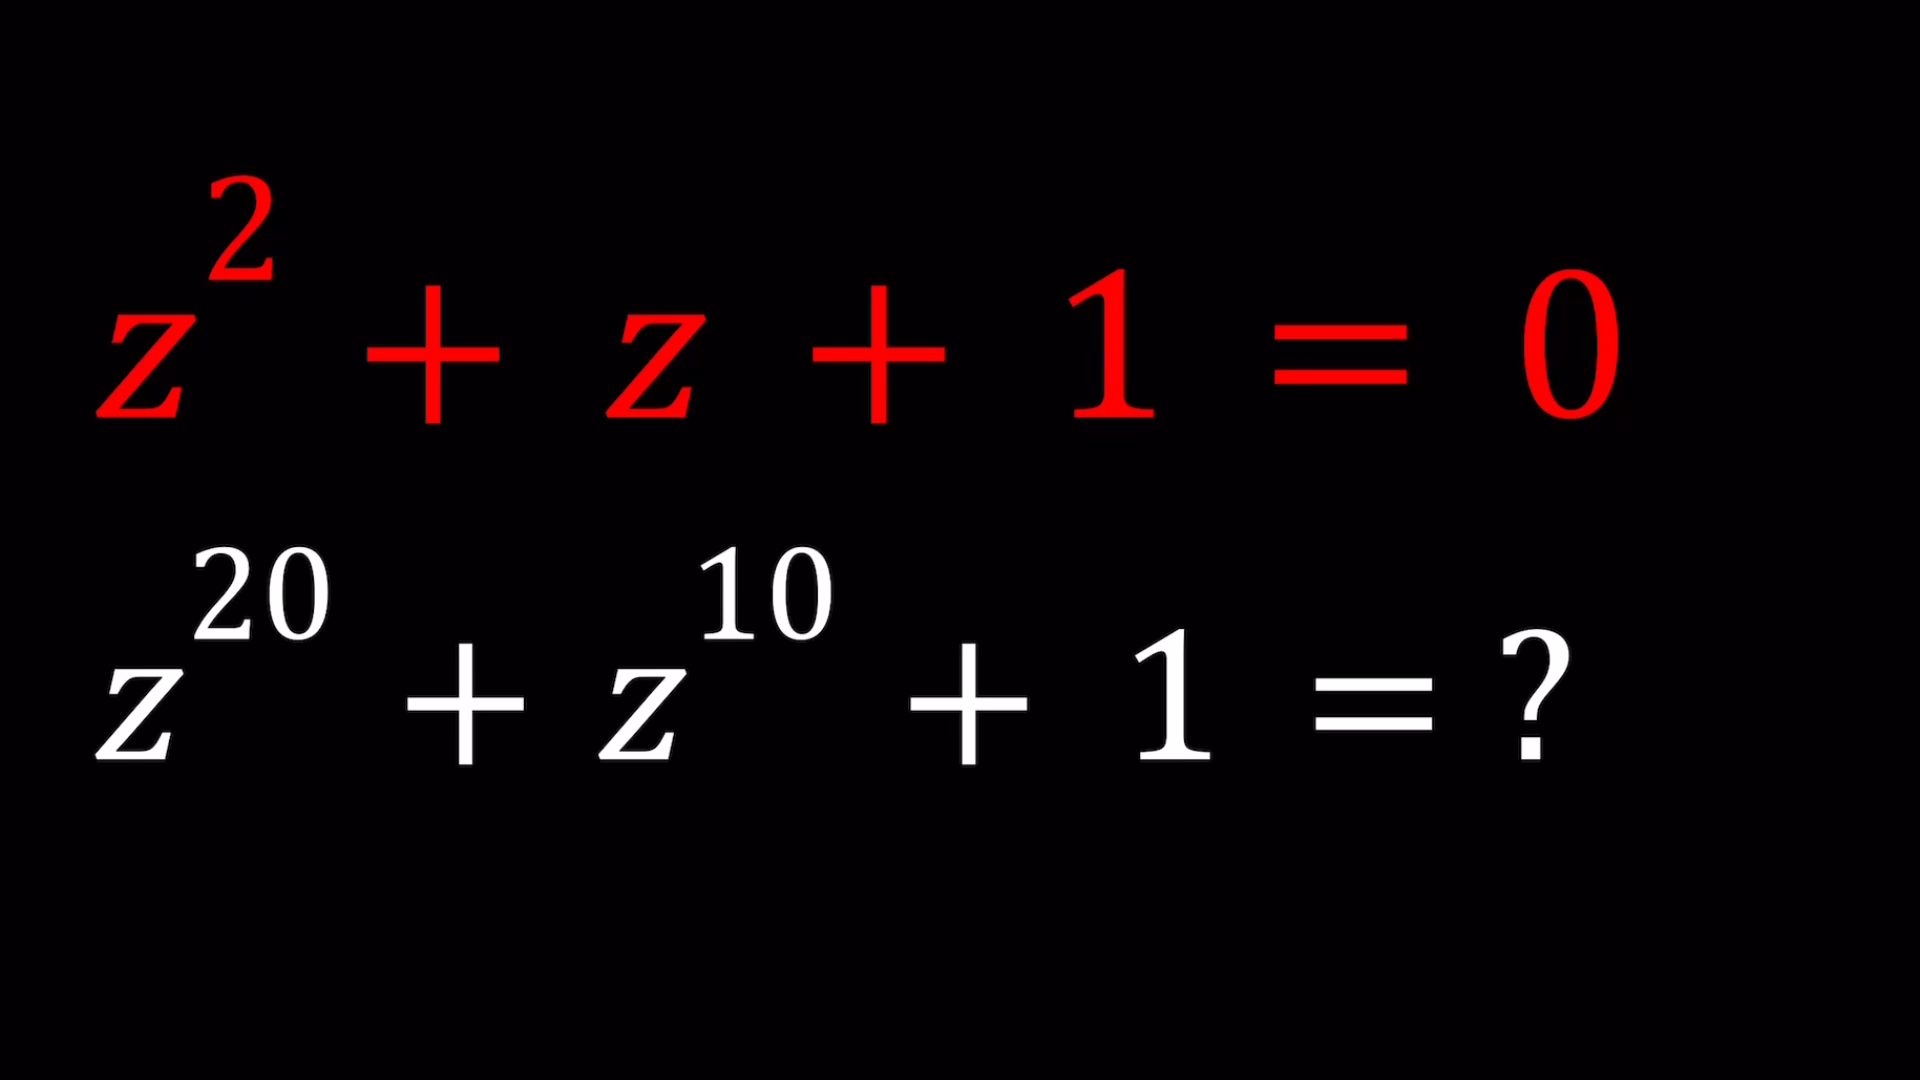 z² + z + 1 = 0
z²⁰ + z¹⁰ + 1 = ?